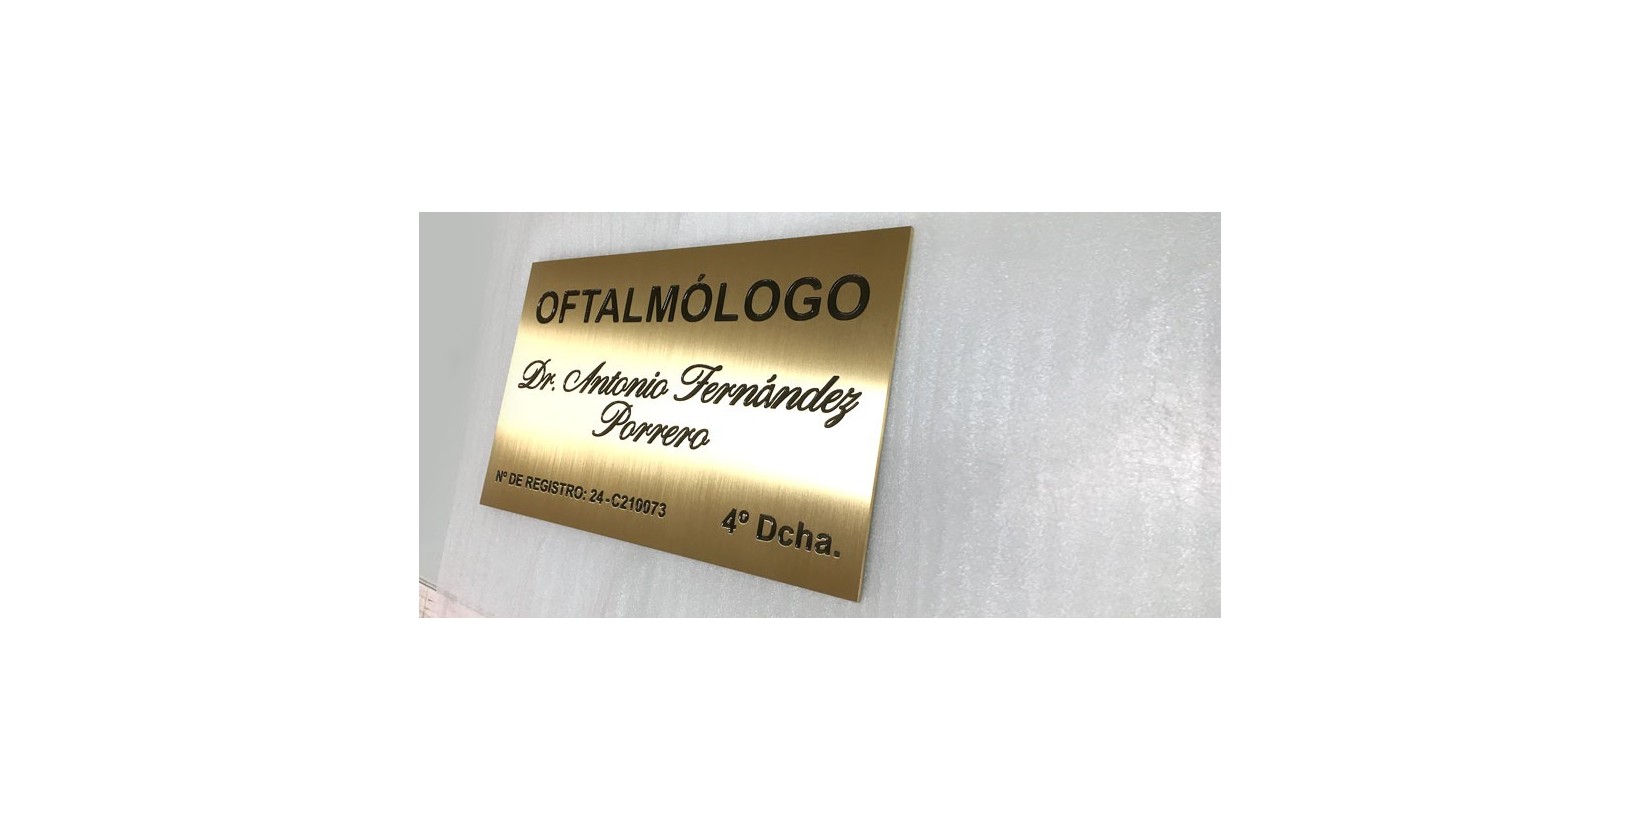 OFTALMÓLOGO
Dr. Antonio Fernández
Porrero
Nº DE REGISTRO: 24-C210073
4º Dcha.